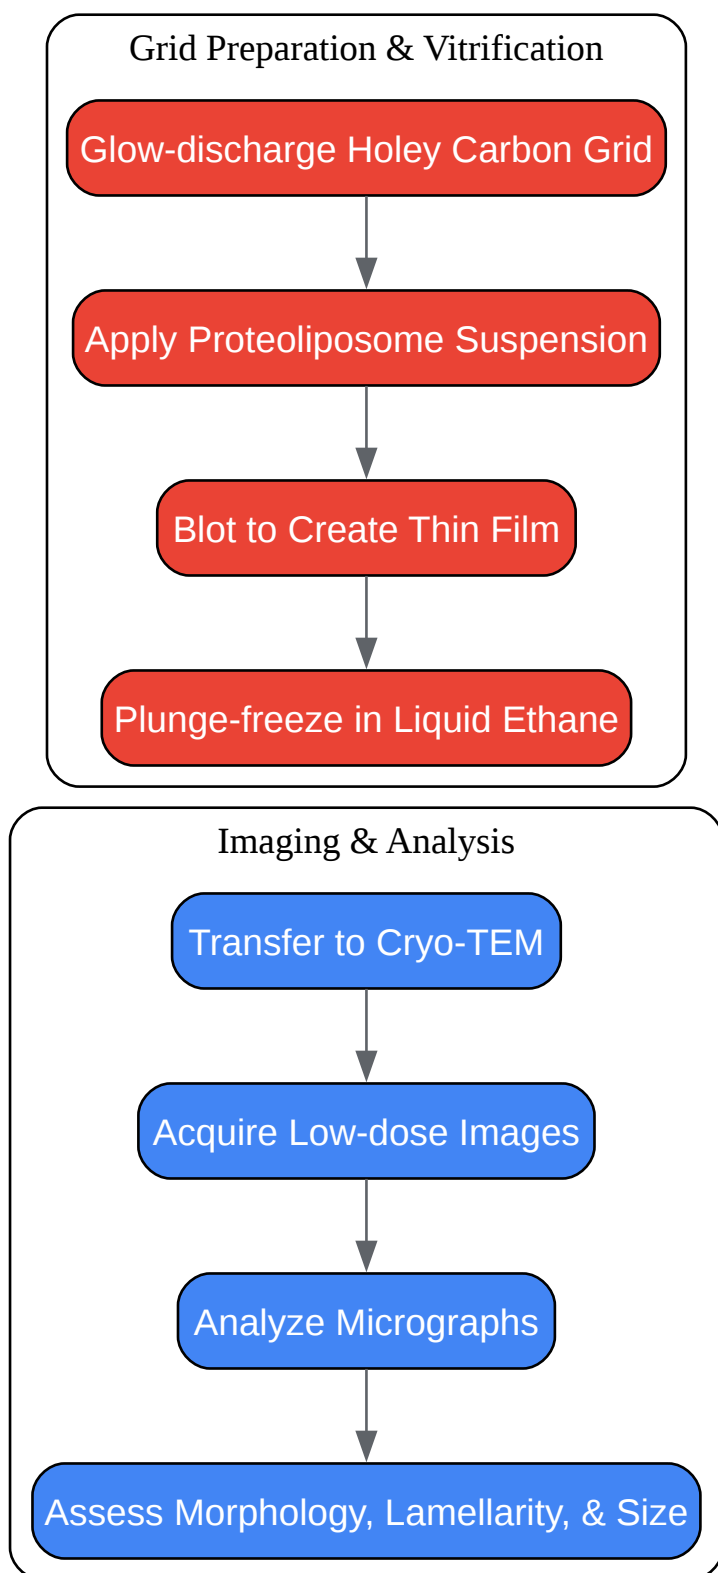 Grid Preparation & Vitrification
Glow-discharge Holey Carbon Grid
Apply Proteoliposome Suspension
Blot to Create Thin Film
Plunge-freeze in Liquid Ethane
Imaging & Analysis
Transfer to Cryo-TEM
Acquire Low-dose Images
Analyze Micrographs
Assess Morphology, Lamellarity, & Size